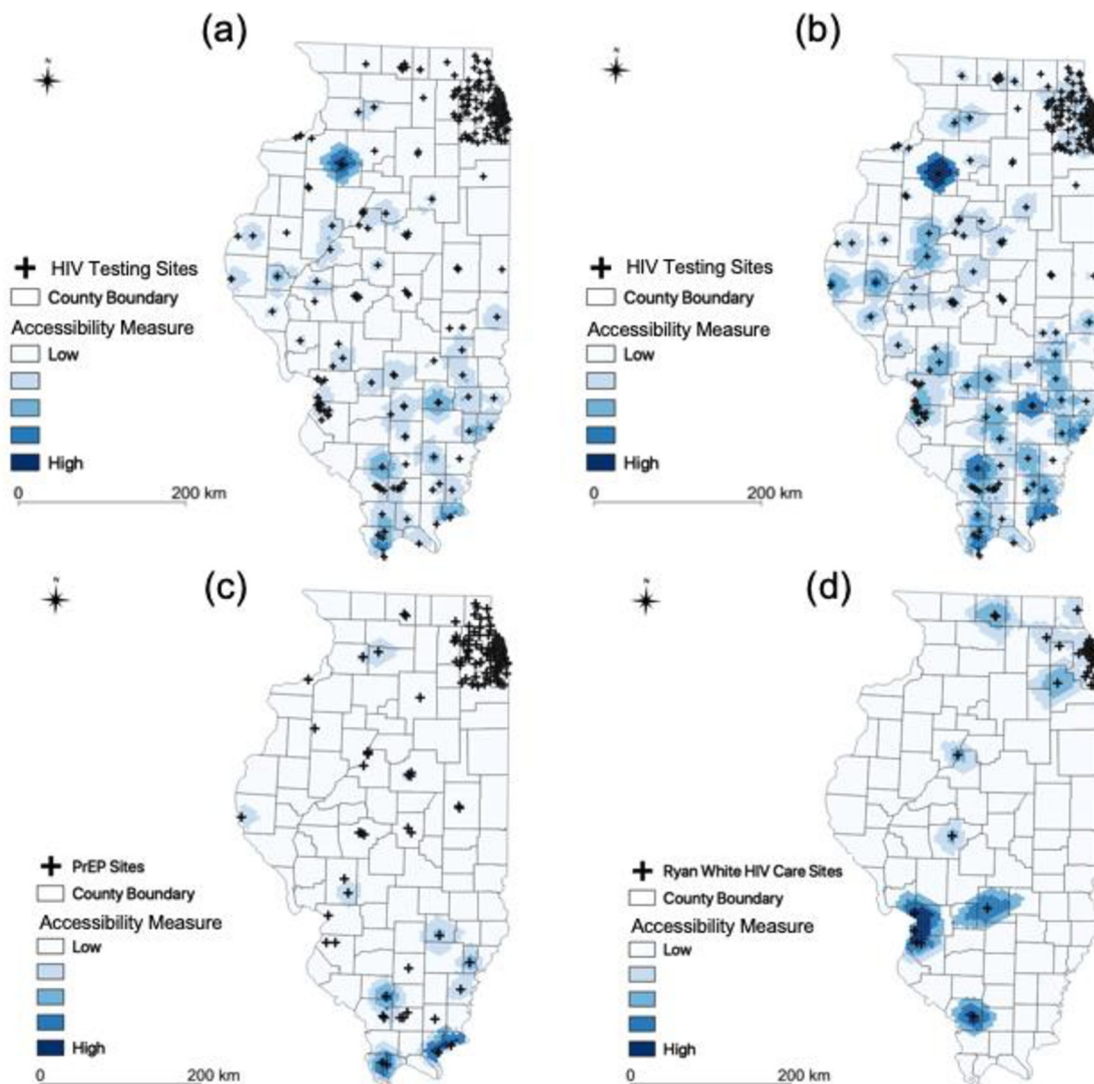 (a)
N
HIV Testing Sites
County Boundary
Accessibility Measure
Low
High
0 200 km
(b)
N
HIV Testing Sites
County Boundary
Accessibility Measure
Low
High
0 200 km
(c)
N
PrEP Sites
County Boundary
Accessibility Measure
Low
High
0 200 km
(d)
N
Ryan White HIV Care Sites
County Boundary
Accessibility Measure
Low
High
0 200 km